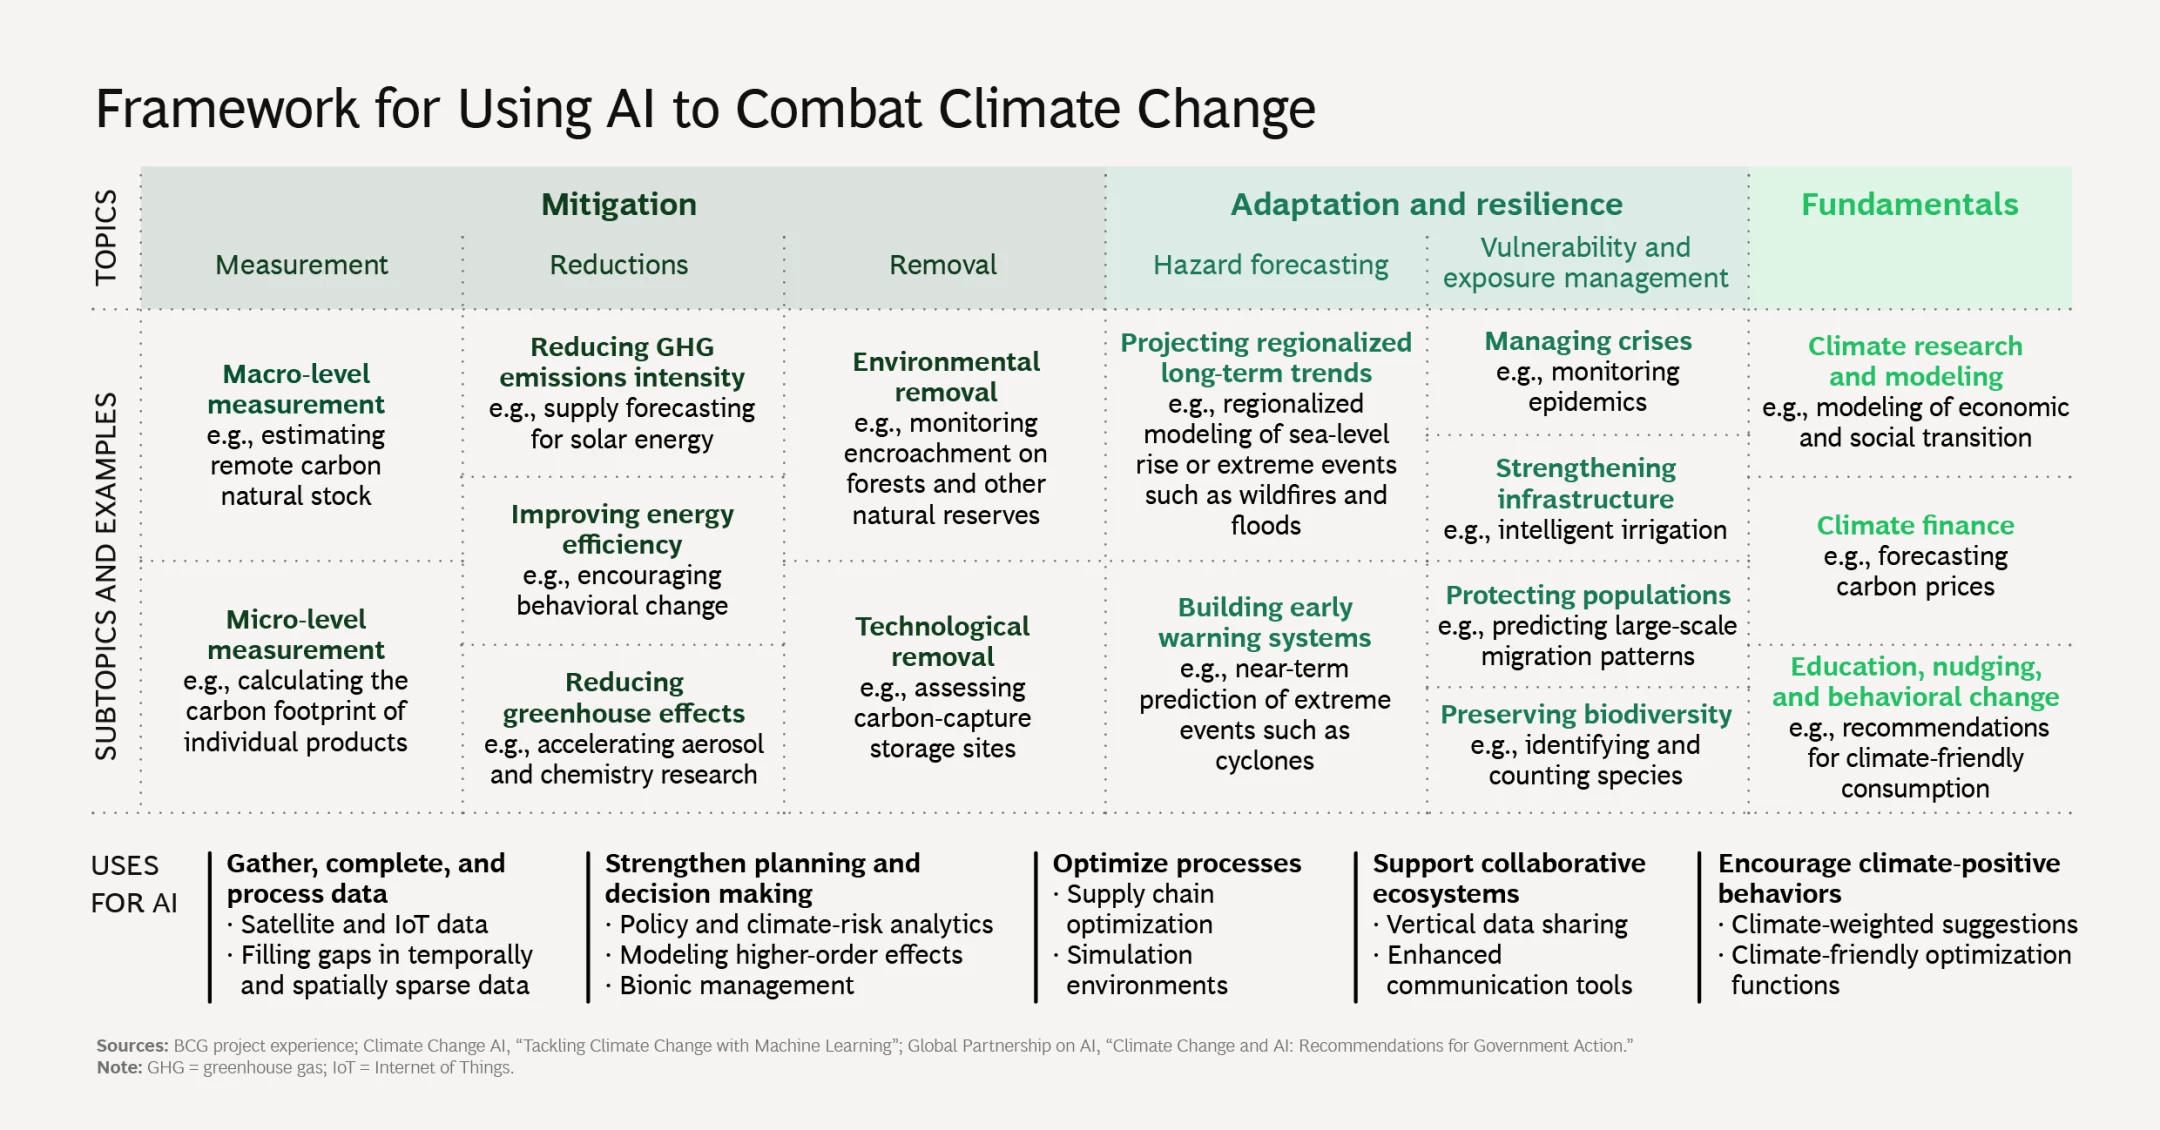 Framework for Using AI to Combat Climate Change
TOPICS
Mitigation
Measurement
Reductions
Removal
Adaptation and resilience
Hazard forecasting
Vulnerability and
exposure management
Fundamentals
SUBTOPICS AND EXAMPLES
Macro-level
measurement
e.g., estimating
remote carbon
natural stock
Micro-level
measurement
e.g., calculating the
carbon footprint of
individual products
Reducing GHG
emissions intensity
e.g., supply forecasting
for solar energy
Improving energy
efficiency
e.g., encouraging
behavioral change
Reducing
greenhouse effects
e.g., accelerating aerosol
and chemistry research
Environmental
removal
e.g., monitoring
encroachment on
forests and other
natural reserves
Technological
removal
e.g., assessing
carbon-capture
storage sites
Projecting regionalized
long-term trends
e.g., regionalized
modeling of sea-level
rise or extreme events
such as wildfires and
floods
Building early
warning systems
e.g., near-term
prediction of extreme
events such as
cyclones
Managing crises
e.g., monitoring
epidemics
Strengthening
infrastructure
e.g., intelligent irrigation
Protecting populations
e.g., predicting large-scale
migration patterns
Preserving biodiversity
e.g., identifying and
counting species
Climate research
and modeling
e.g., modeling of economic
and social transition
Climate finance
e.g., forecasting
carbon prices
Education, nudging,
and behavioral change
e.g., recommendations
for climate-friendly
consumption
USES
FOR AI
Gather, complete, and
process data
· Satellite and IoT data
· Filling gaps in temporally
and spatially sparse data
Strengthen planning and
decision making
· Policy and climate-risk analytics
· Modeling higher-order effects
· Bionic management
Optimize processes
· Supply chain
optimization
· Simulation
environments
Support collaborative
ecosystems
· Vertical data sharing
· Enhanced
communication tools
Encourage climate-positive
behaviors
· Climate-weighted suggestions
· Climate-friendly optimization
functions
Sources: BCG project experience; Climate Change AI, “Tackling Climate Change with Machine Learning”; Global Partnership on AI, “Climate Change and AI: Recommendations for Government Action.”
Note: GHG = greenhouse gas; IoT = Internet of Things.